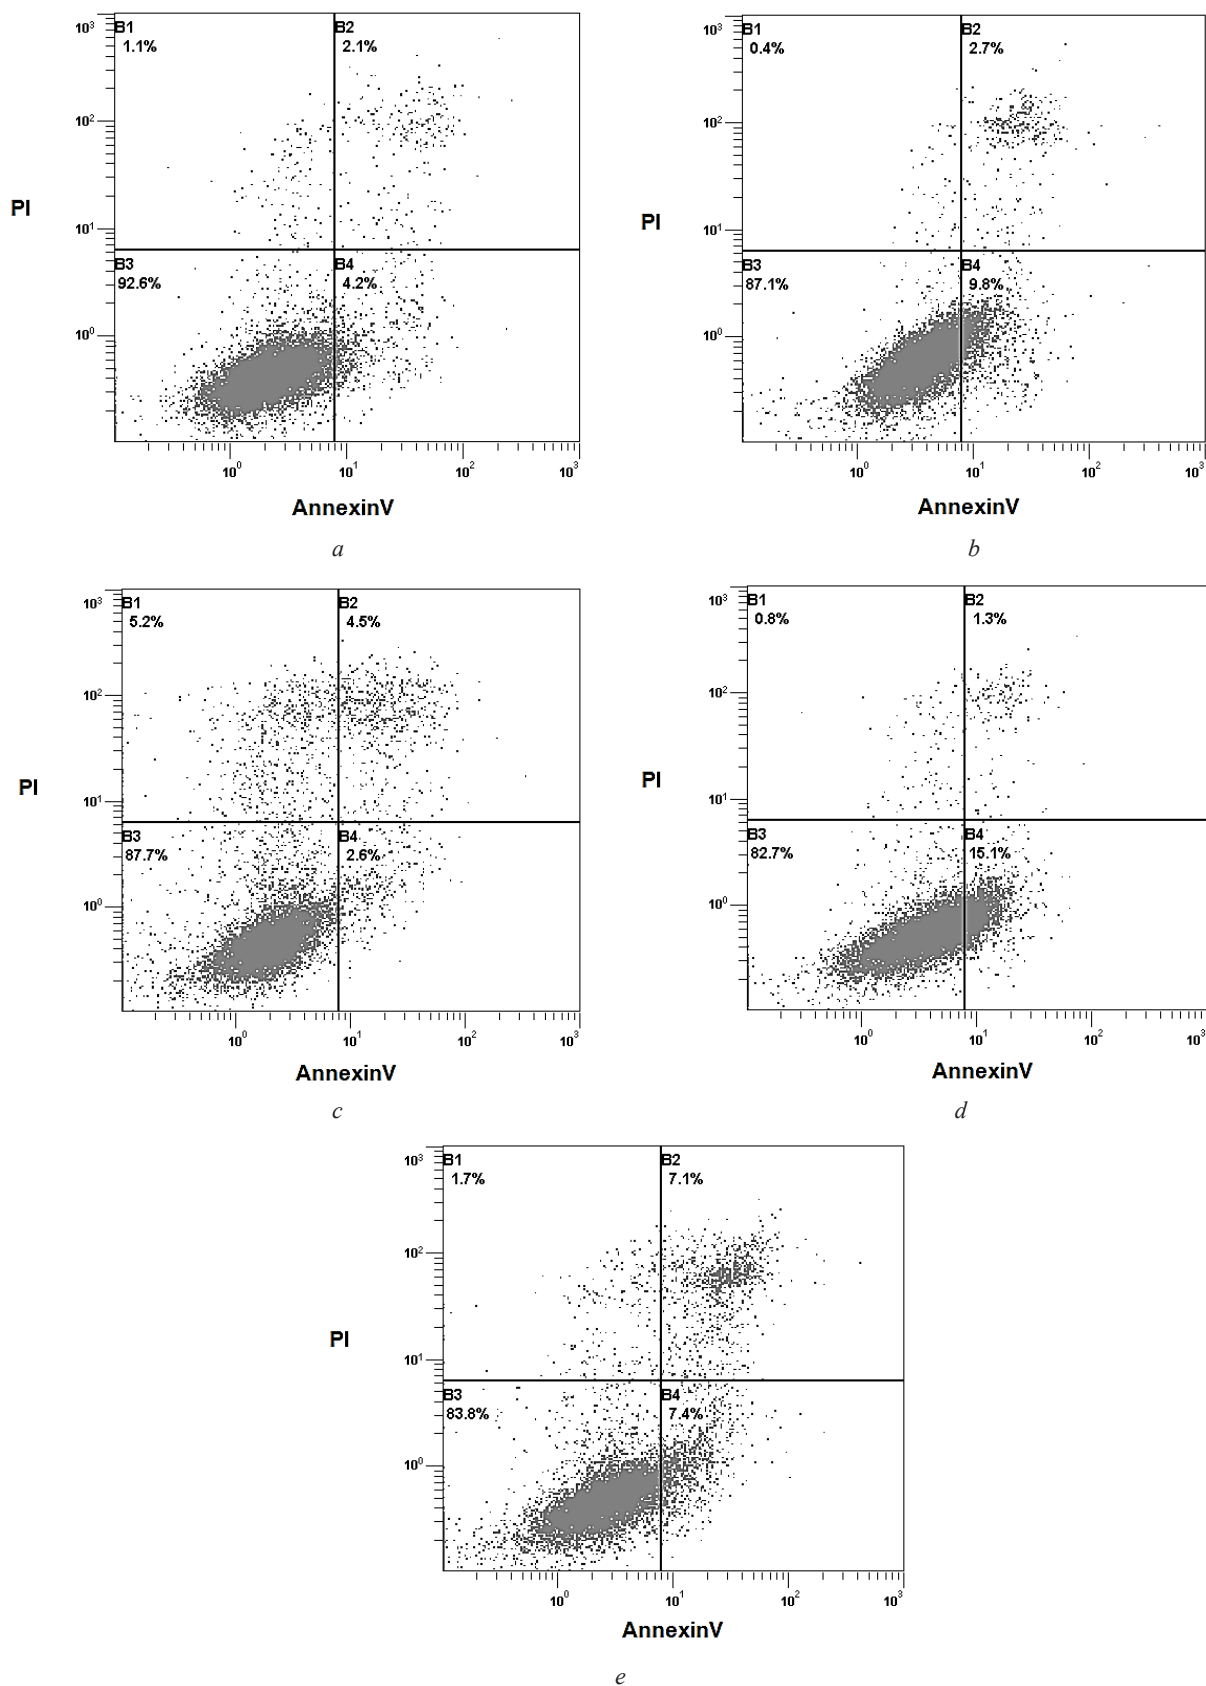 10³
B1
1.1%
B2
2.1%
10²
PI
10¹
B3
92.6%
B4
4.2%
10⁰
10⁰ 10¹ 10² 10³
AnnexinV
a
10³
B1
0.4%
B2
2.7%
10²
PI
10¹
B3
87.1%
B4
9.8%
10⁰
10⁰ 10¹ 10² 10³
AnnexinV
b
10³
B1
5.2%
B2
4.5%
10²
PI
10¹
B3
87.7%
B4
2.6%
10⁰
10⁰ 10¹ 10² 10³
AnnexinV
c
10³
B1
0.8%
B2
1.3%
10²
PI
10¹
B3
82.7%
B4
15.1%
10⁰
10⁰ 10¹ 10² 10³
AnnexinV
d
10³
B1
1.7%
B2
7.1%
10²
PI
10¹
B3
83.8%
B4
7.4%
10⁰
10⁰ 10¹ 10² 10³
AnnexinV
e